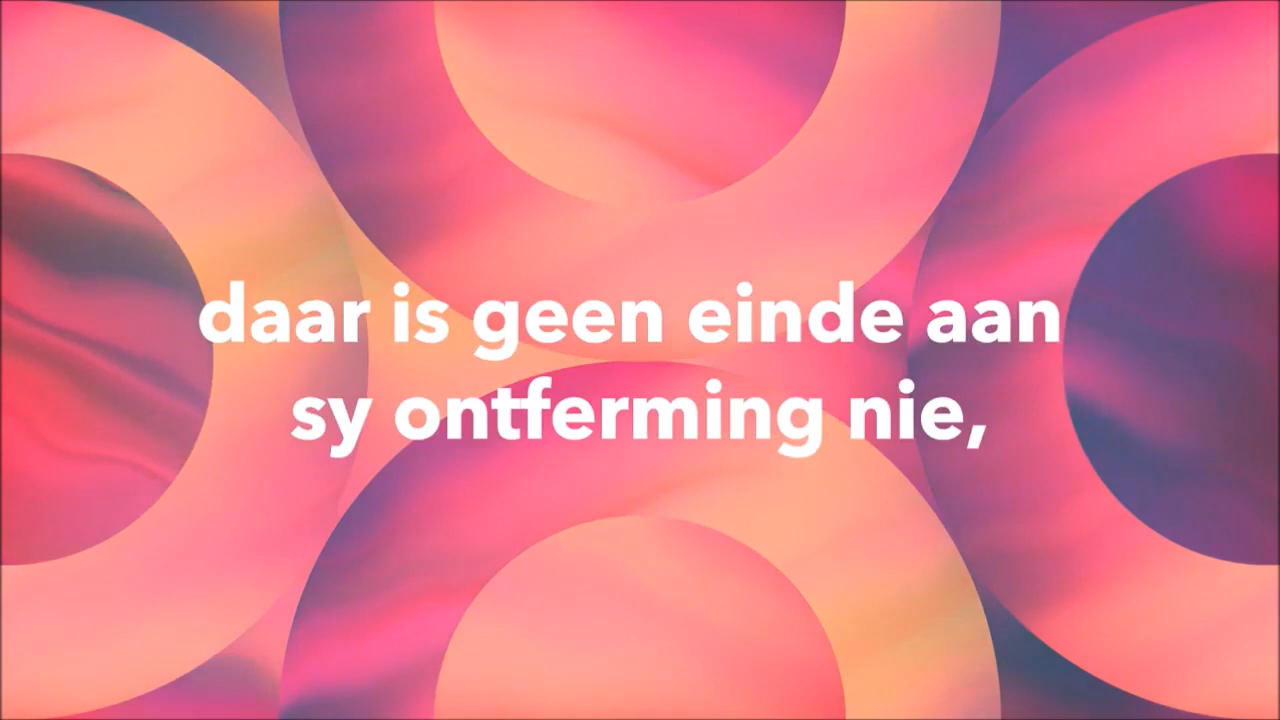 daar is geen einde aan
sy ontferming nie,